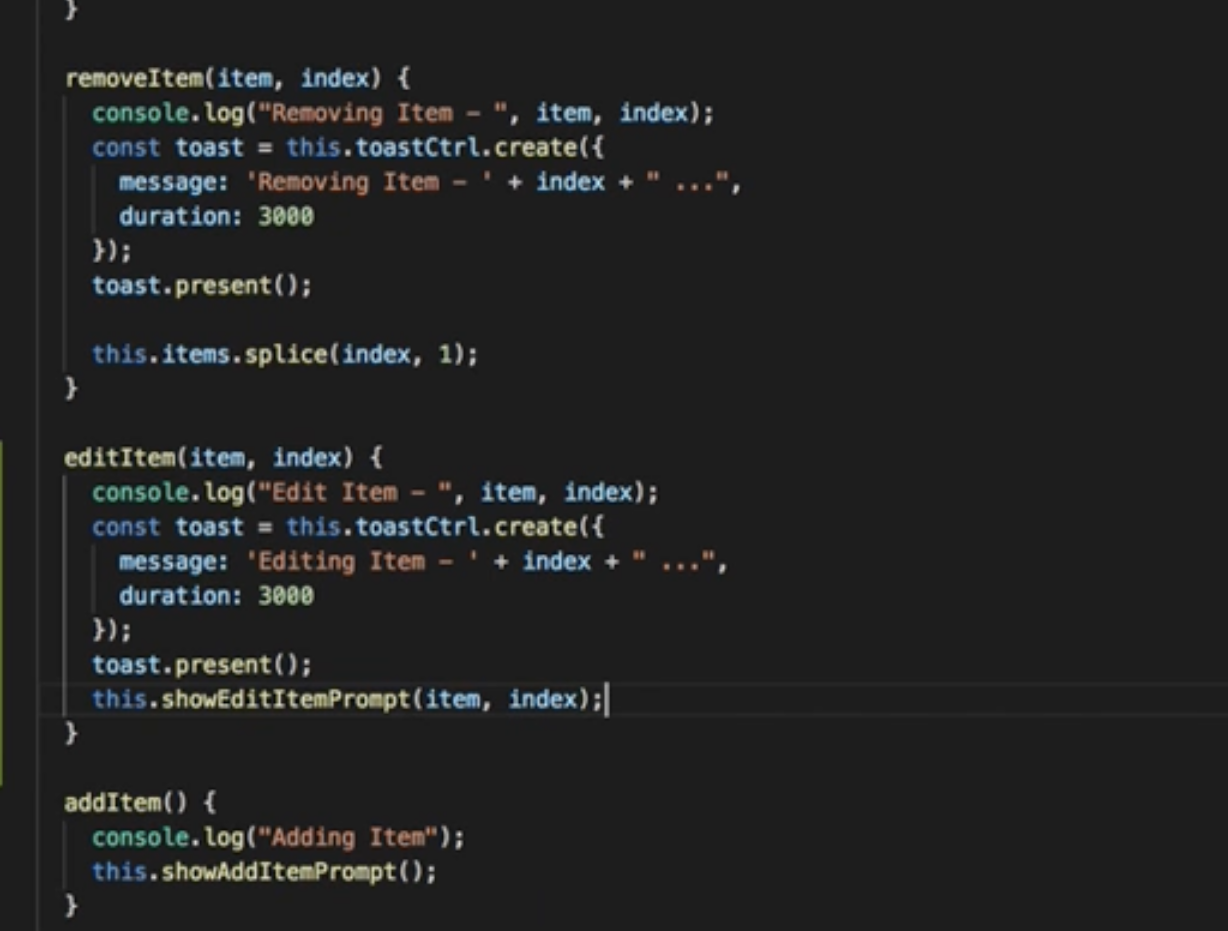 }
removeItem(item, index) {
console.log("Removing Item – ", item, index);
const toast = this.toastCtrl.create({
message: 'Removing Item – ' + index + " ...",
duration: 3000
});
toast.present();
this.items.splice(index, 1);
}
editItem(item, index) {
console.log("Edit Item – ", item, index);
const toast = this.toastCtrl.create({
message: 'Editing Item – ' + index + " ...",
duration: 3000
});
toast.present();
this.showEditItemPrompt(item, index);
}
addItem() {
console.log("Adding Item");
this.showAddItemPrompt();
}